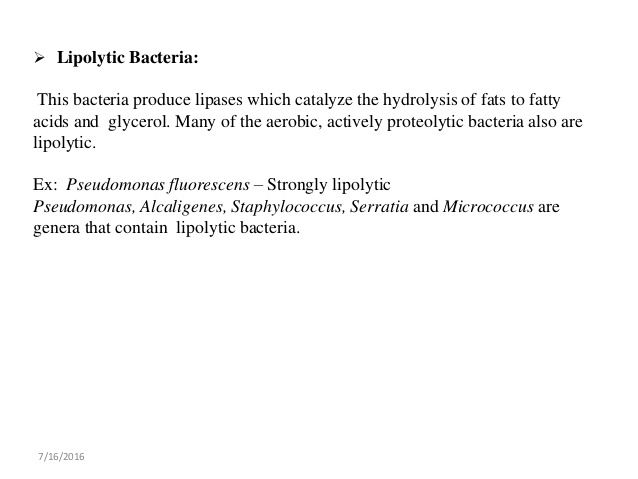 ➢ Lipolytic Bacteria:
This bacteria produce lipases which catalyze the hydrolysis of fats to fatty
acids and glycerol. Many of the aerobic, actively proteolytic bacteria also are
lipolytic.
Ex: Pseudomonas fluorescens – Strongly lipolytic
Pseudomonas, Alcaligenes, Staphylococcus, Serratia and Micrococcus are
genera that contain lipolytic bacteria.
7/16/2016